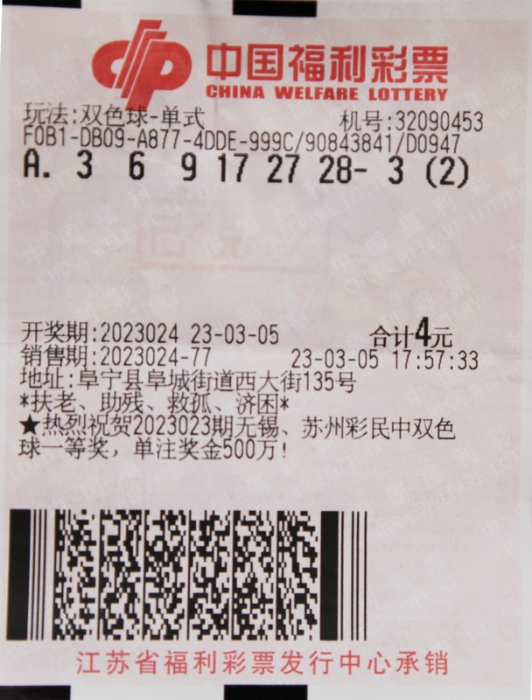 中国福利彩票
CHINA WELFARE LOTTERY
玩法:双色球-单式 机号:32090453
F0B1-DB09-A877-4DDE-999C/90843841/D0947
A. 3 6 9 17 27 28- 3 (2)
开奖期:2023024 23-03-05 合计4元
销售期:2023024-77 23-03-05 17:57:33
地址:阜宁县阜城街道西大街135号
*扶老、助残、救孤、济困*
★热烈祝贺2023023期无锡、苏州彩民中双色
球一等奖，单注奖金500万!
江苏省福利彩票发行中心承销